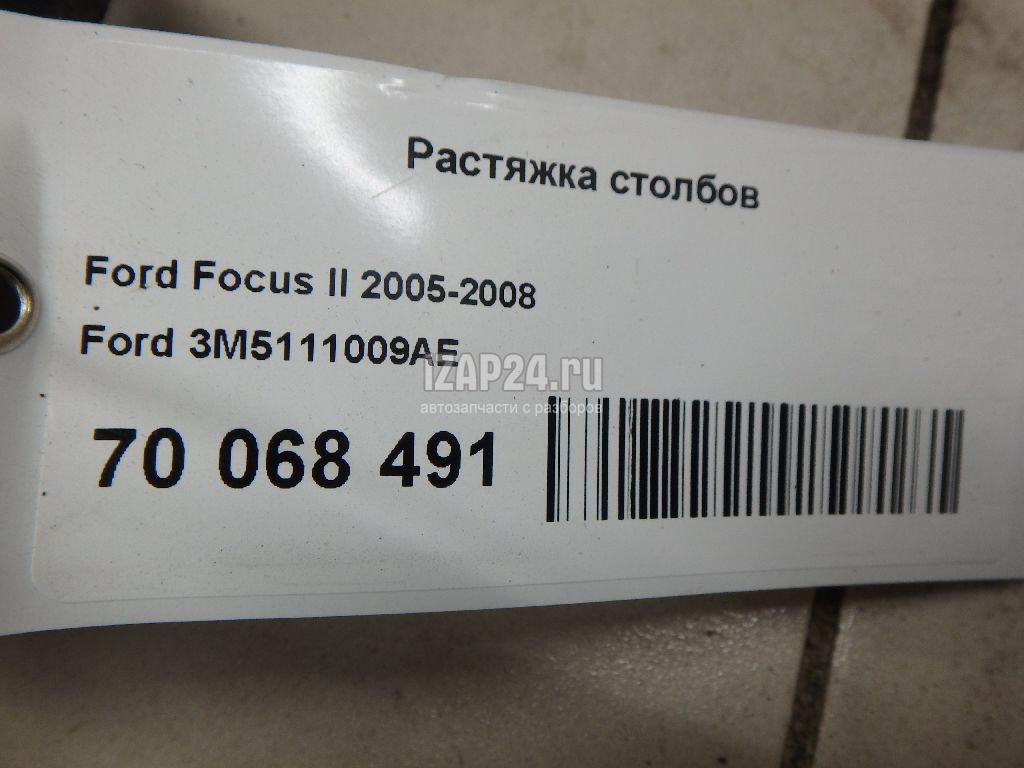 Растяжка столбов
Ford Focus II 2005-2008
Ford 3M5111009AE
IZAP24.ru
автозапчасти с разборов
70 068 491